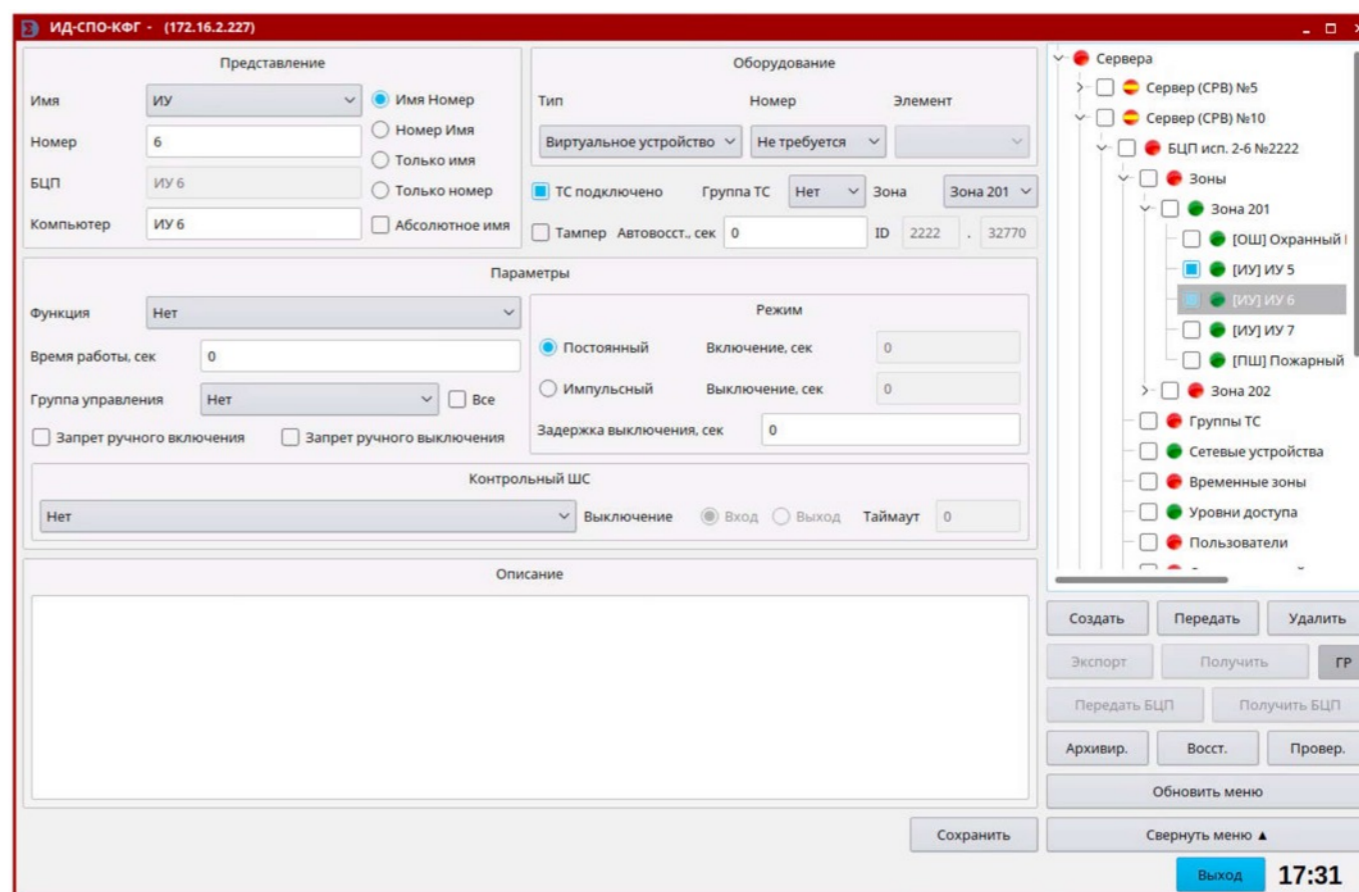 ИД-СПО-КФГ - (172.16.2.227)
Представление
Имя
ИУ
Имя Номер
Номер
6
Номер Имя
Только имя
БЦП
ИУ 6
Только номер
Компьютер
ИУ 6
Абсолютное имя
Оборудование
Тип Номер Элемент
Виртуальное устройство Не требуется
ТС подключено Группа ТС Нет Зона Зона 201
Тампер Автовосст., сек 0 ID 2222 . 32770
Параметры
Функция Нет
Время работы, сек 0
Группа управления Нет Все
Запрет ручного включения Запрет ручного выключения
Режим
Постоянный Включение, сек 0
Импульсный Выключение, сек 0
Задержка выключения, сек 0
Контрольный ШС
Нет Выключение Вход Выход Таймаут 0
Описание
Сохранить
Сервера
Сервер (СРВ) №5
Сервер (СРВ) №10
БЦП исп. 2-6 №2222
Зоны
Зона 201
[ОШ] Охранный
[ИУ] ИУ 5
[ИУ] ИУ 6
[ИУ] ИУ 7
[ПШ] Пожарный
Зона 202
Группы ТС
Сетевые устройства
Временные зоны
Уровни доступа
Пользователи
Создать Передать Удалить
Экспорт Получить ГР
Передать БЦП Получить БЦП
Архивир. Восст. Провер.
Обновить меню
Свернуть меню ▲
Выход 17:31